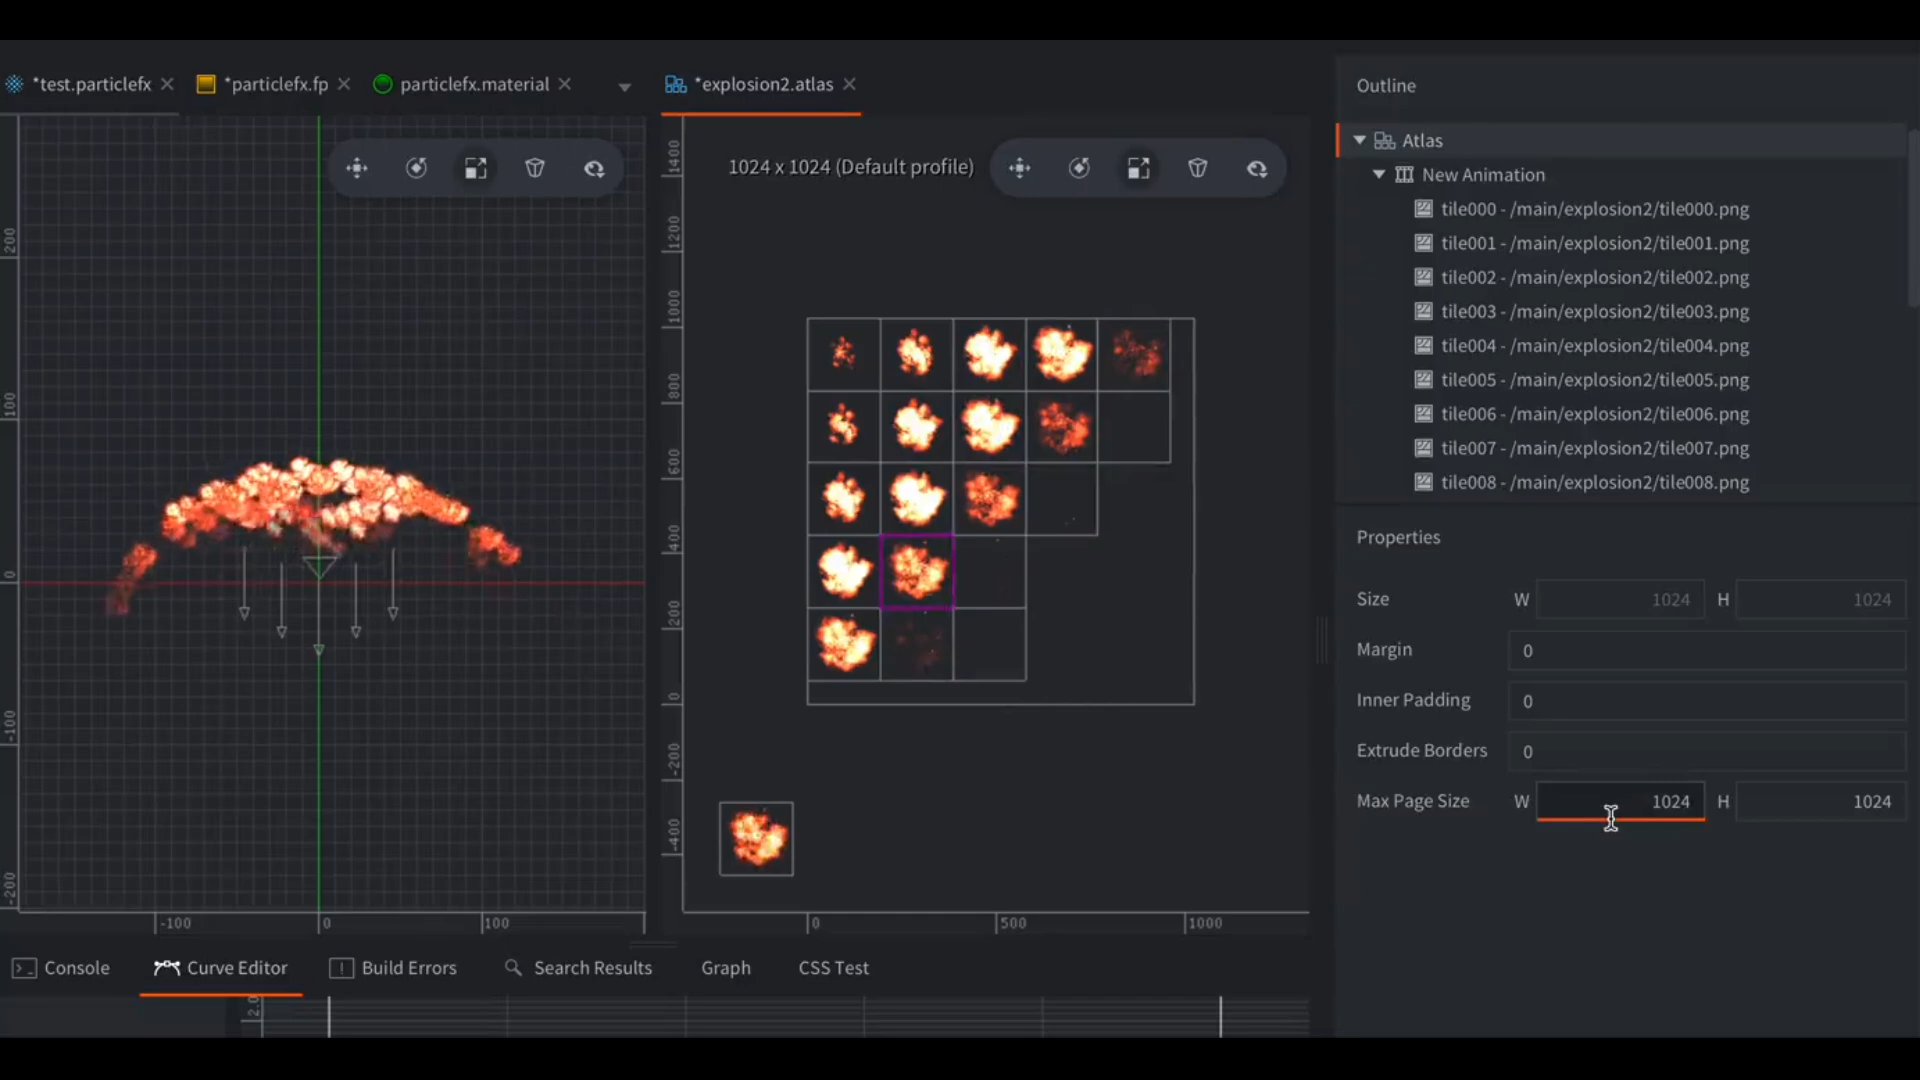 *test.particlefx
*particlefx.fp
particlefx.material
*explosion2.atlas
1024 x 1024 (Default profile)
200
100
0
-100
-200
-100
0
100
1400
1200
1000
800
600
400
200
0
-200
-400
0
500
1000
Console
Curve Editor
Build Errors
Search Results
Graph
CSS Test
2.0
Outline
Atlas
New Animation
tile000 - /main/explosion2/tile000.png
tile001 - /main/explosion2/tile001.png
tile002 - /main/explosion2/tile002.png
tile003 - /main/explosion2/tile003.png
tile004 - /main/explosion2/tile004.png
tile005 - /main/explosion2/tile005.png
tile006 - /main/explosion2/tile006.png
tile007 - /main/explosion2/tile007.png
tile008 - /main/explosion2/tile008.png
Properties
Size W 1024 H 1024
Margin 0
Inner Padding 0
Extrude Borders 0
Max Page Size W 1024 H 1024